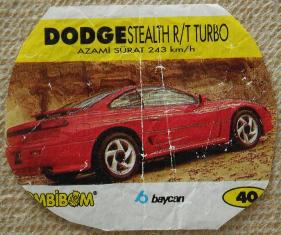 DODGE STEALTH R/T TURBO
AZAMİ SÜRAT 243 km/h
MBİBOM
baycan
40